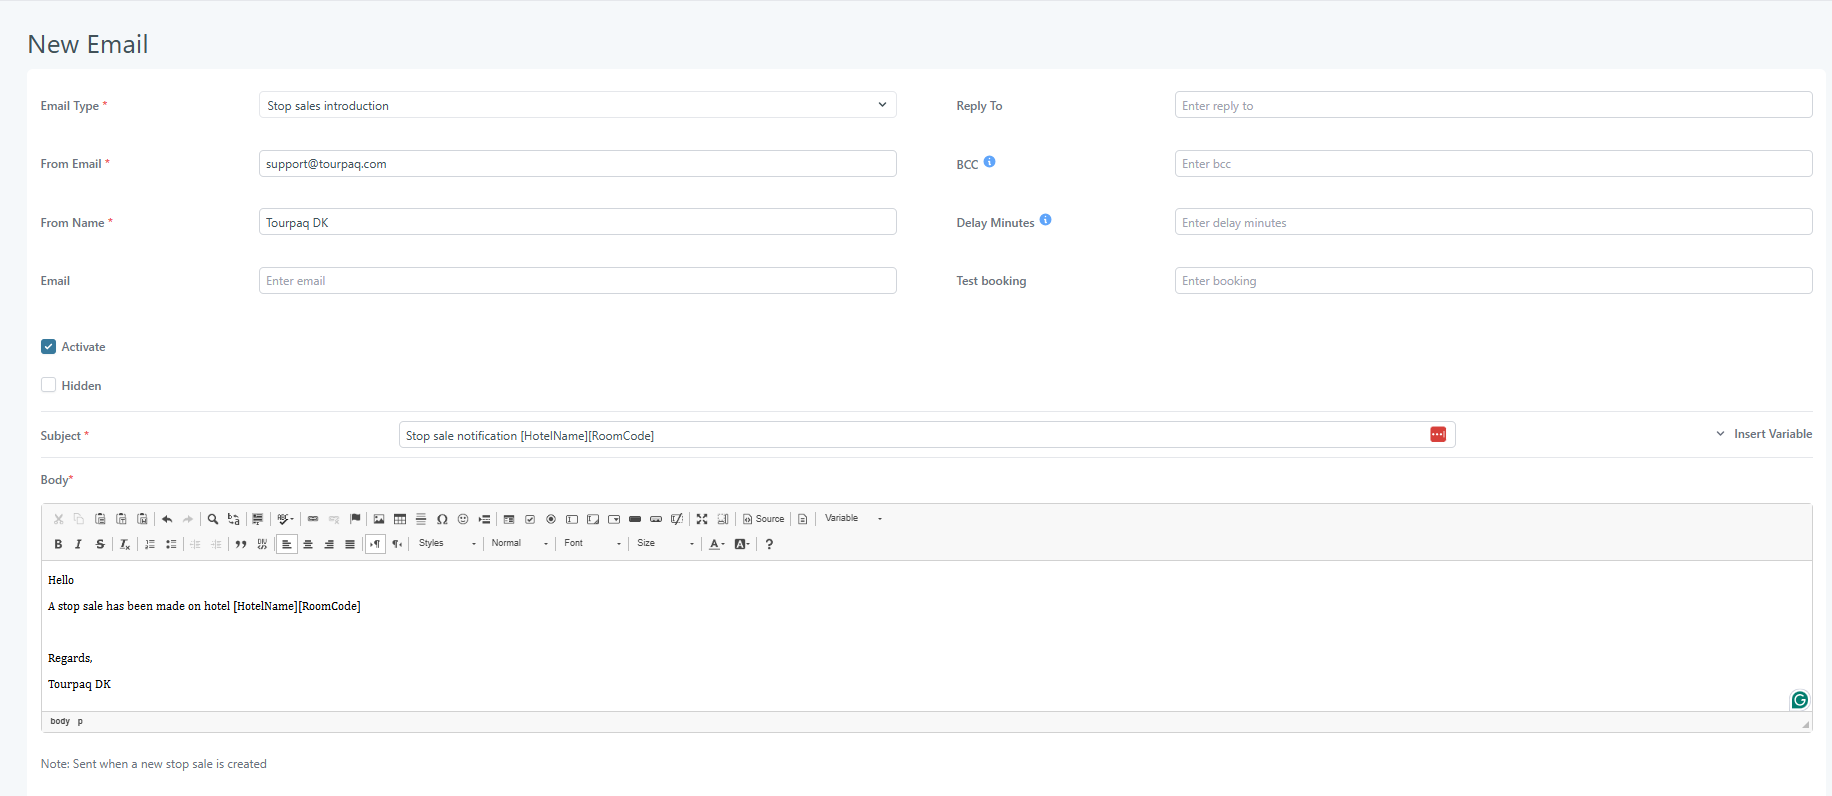 New Email
Email Type *
Stop sales introduction
Reply To
Enter reply to
From Email *
support@tourpaq.com
BCC
Enter bcc
From Name *
Tourpaq DK
Delay Minutes
Enter delay minutes
Email
Enter email
Test booking
Enter booking
Activate
Hidden
Subject *
Stop sale notification [HotelName][RoomCode]
Insert Variable
Body*
Source
Variable
Styles
Normal
Font
Size
Hello
A stop sale has been made on hotel [HotelName][RoomCode]
Regards,
Tourpaq DK
body p
Note: Sent when a new stop sale is created